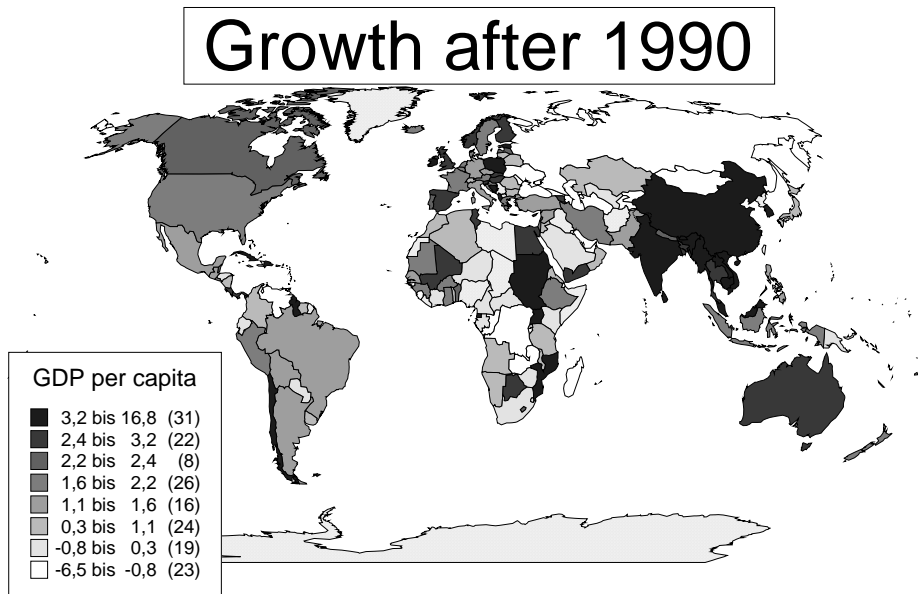 Growth after 1990
GDP per capita
3,2 bis 16,8 (31)
2,4 bis 3,2 (22)
2,2 bis 2,4 (8)
1,6 bis 2,2 (26)
1,1 bis 1,6 (16)
0,3 bis 1,1 (24)
-0,8 bis 0,3 (19)
-6,5 bis -0,8 (23)